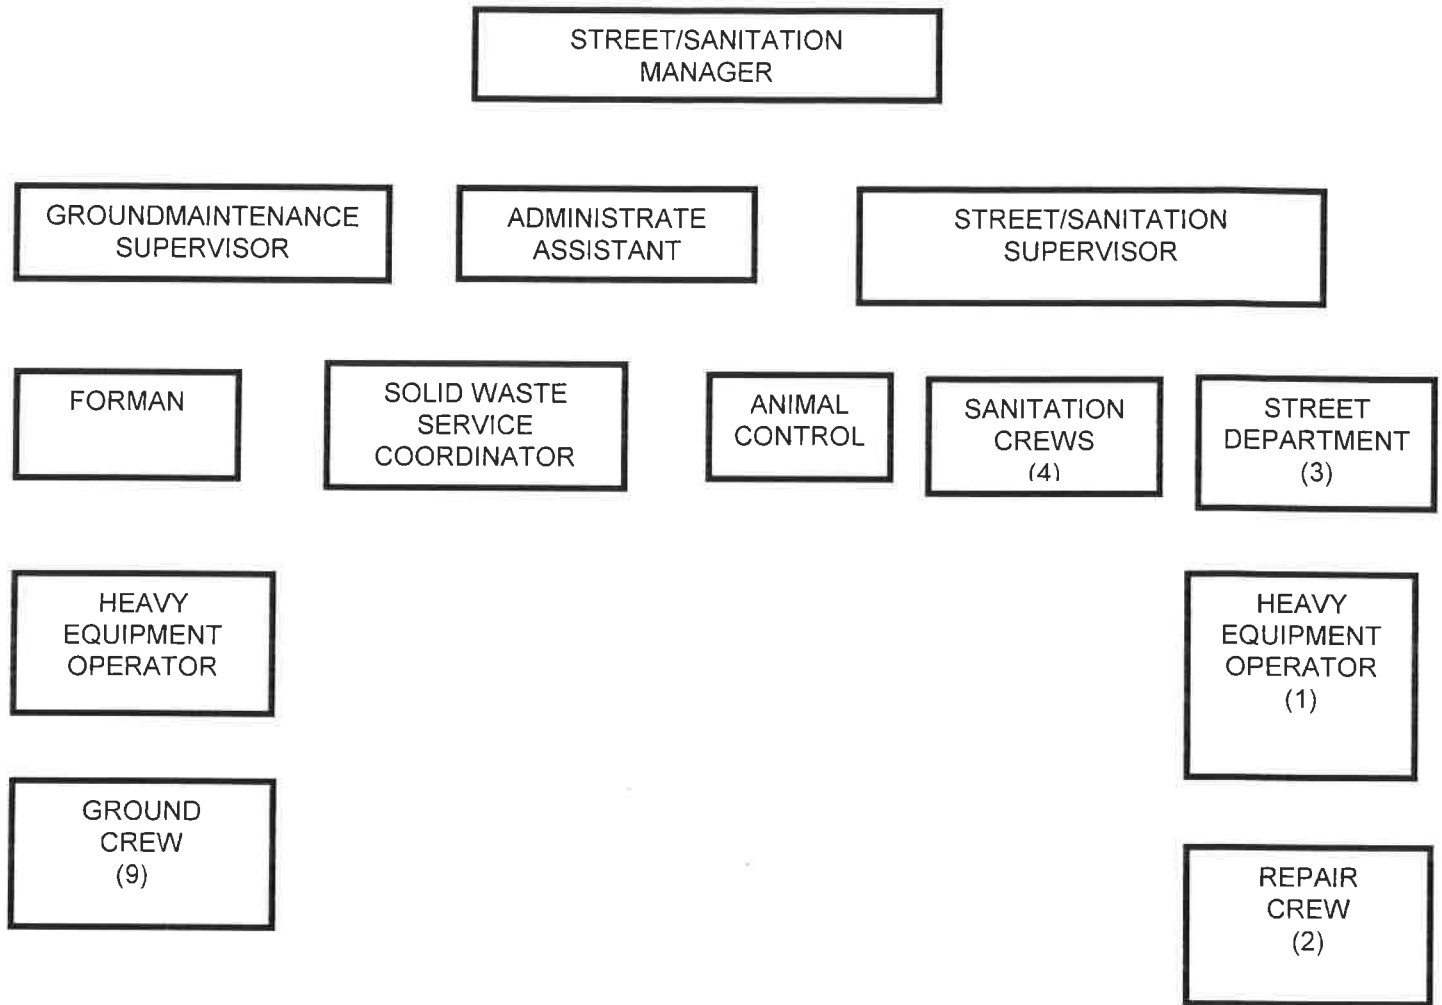 STREET/SANITATION
MANAGER
GROUNDMAINTENANCE
SUPERVISOR
ADMINISTRATE
ASSISTANT
STREET/SANITATION
SUPERVISOR
FORMAN
SOLID WASTE
SERVICE
COORDINATOR
ANIMAL
CONTROL
SANITATION
CREWS
(4)
STREET
DEPARTMENT
(3)
HEAVY
EQUIPMENT
OPERATOR
HEAVY
EQUIPMENT
OPERATOR
(1)
GROUND
CREW
(9)
REPAIR
CREW
(2)